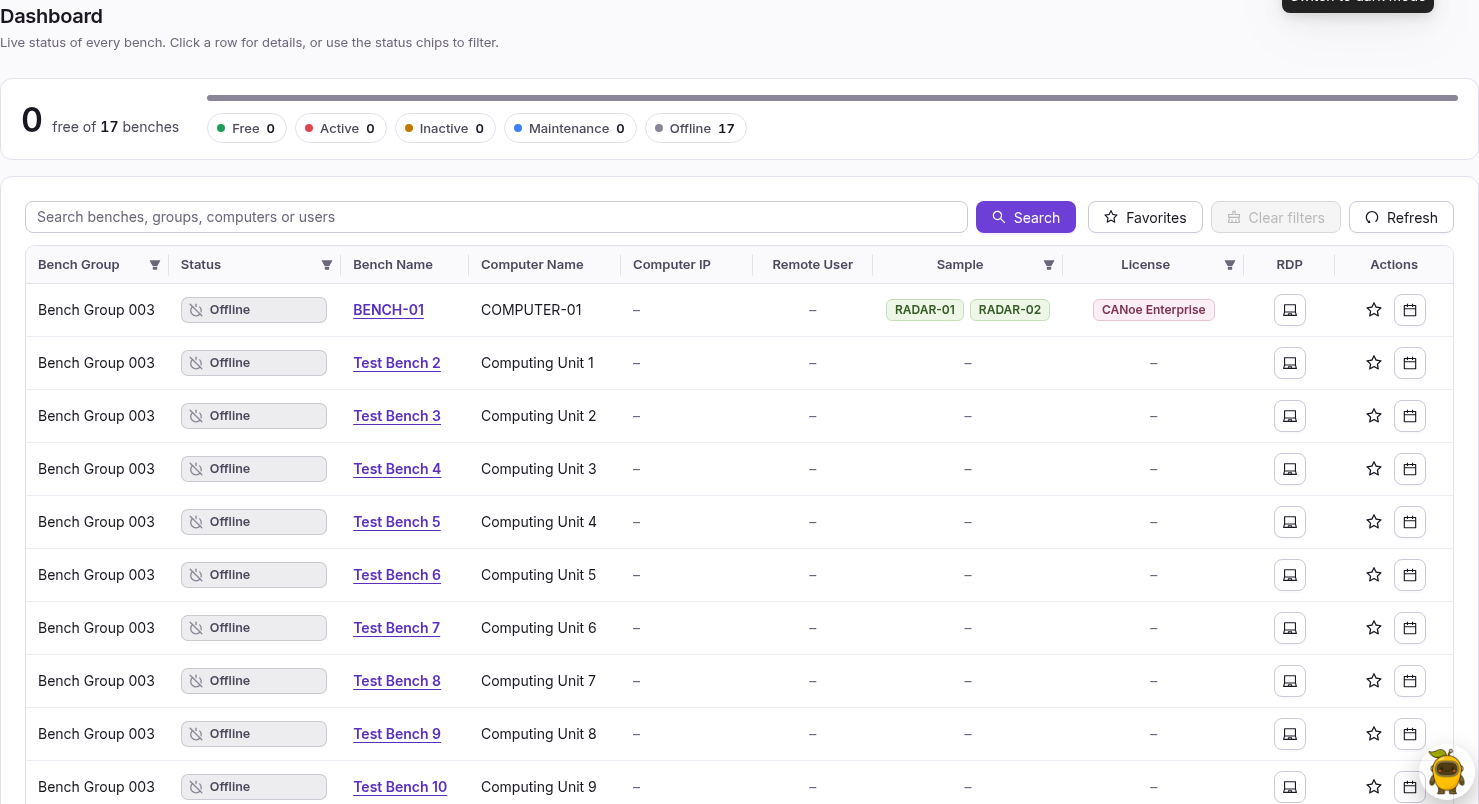 Dashboard
Live status of every bench. Click a row for details, or use the status chips to filter.
Switch to dark mode
0 free of 17 benches
Free 0 Active 0 Inactive 0 Maintenance 0 Offline 17
Search benches, groups, computers or users
Search Favorites Clear filters Refresh
Bench Group Status Bench Name Computer Name Computer IP Remote User Sample License RDP Actions
Bench Group 003 Offline BENCH-01 COMPUTER-01 – – RADAR-01 RADAR-02 CANoe Enterprise
Bench Group 003 Offline Test Bench 2 Computing Unit 1 – – – –
Bench Group 003 Offline Test Bench 3 Computing Unit 2 – – – –
Bench Group 003 Offline Test Bench 4 Computing Unit 3 – – – –
Bench Group 003 Offline Test Bench 5 Computing Unit 4 – – – –
Bench Group 003 Offline Test Bench 6 Computing Unit 5 – – – –
Bench Group 003 Offline Test Bench 7 Computing Unit 6 – – – –
Bench Group 003 Offline Test Bench 8 Computing Unit 7 – – – –
Bench Group 003 Offline Test Bench 9 Computing Unit 8 – – – –
Bench Group 003 Offline Test Bench 10 Computing Unit 9 – – – –